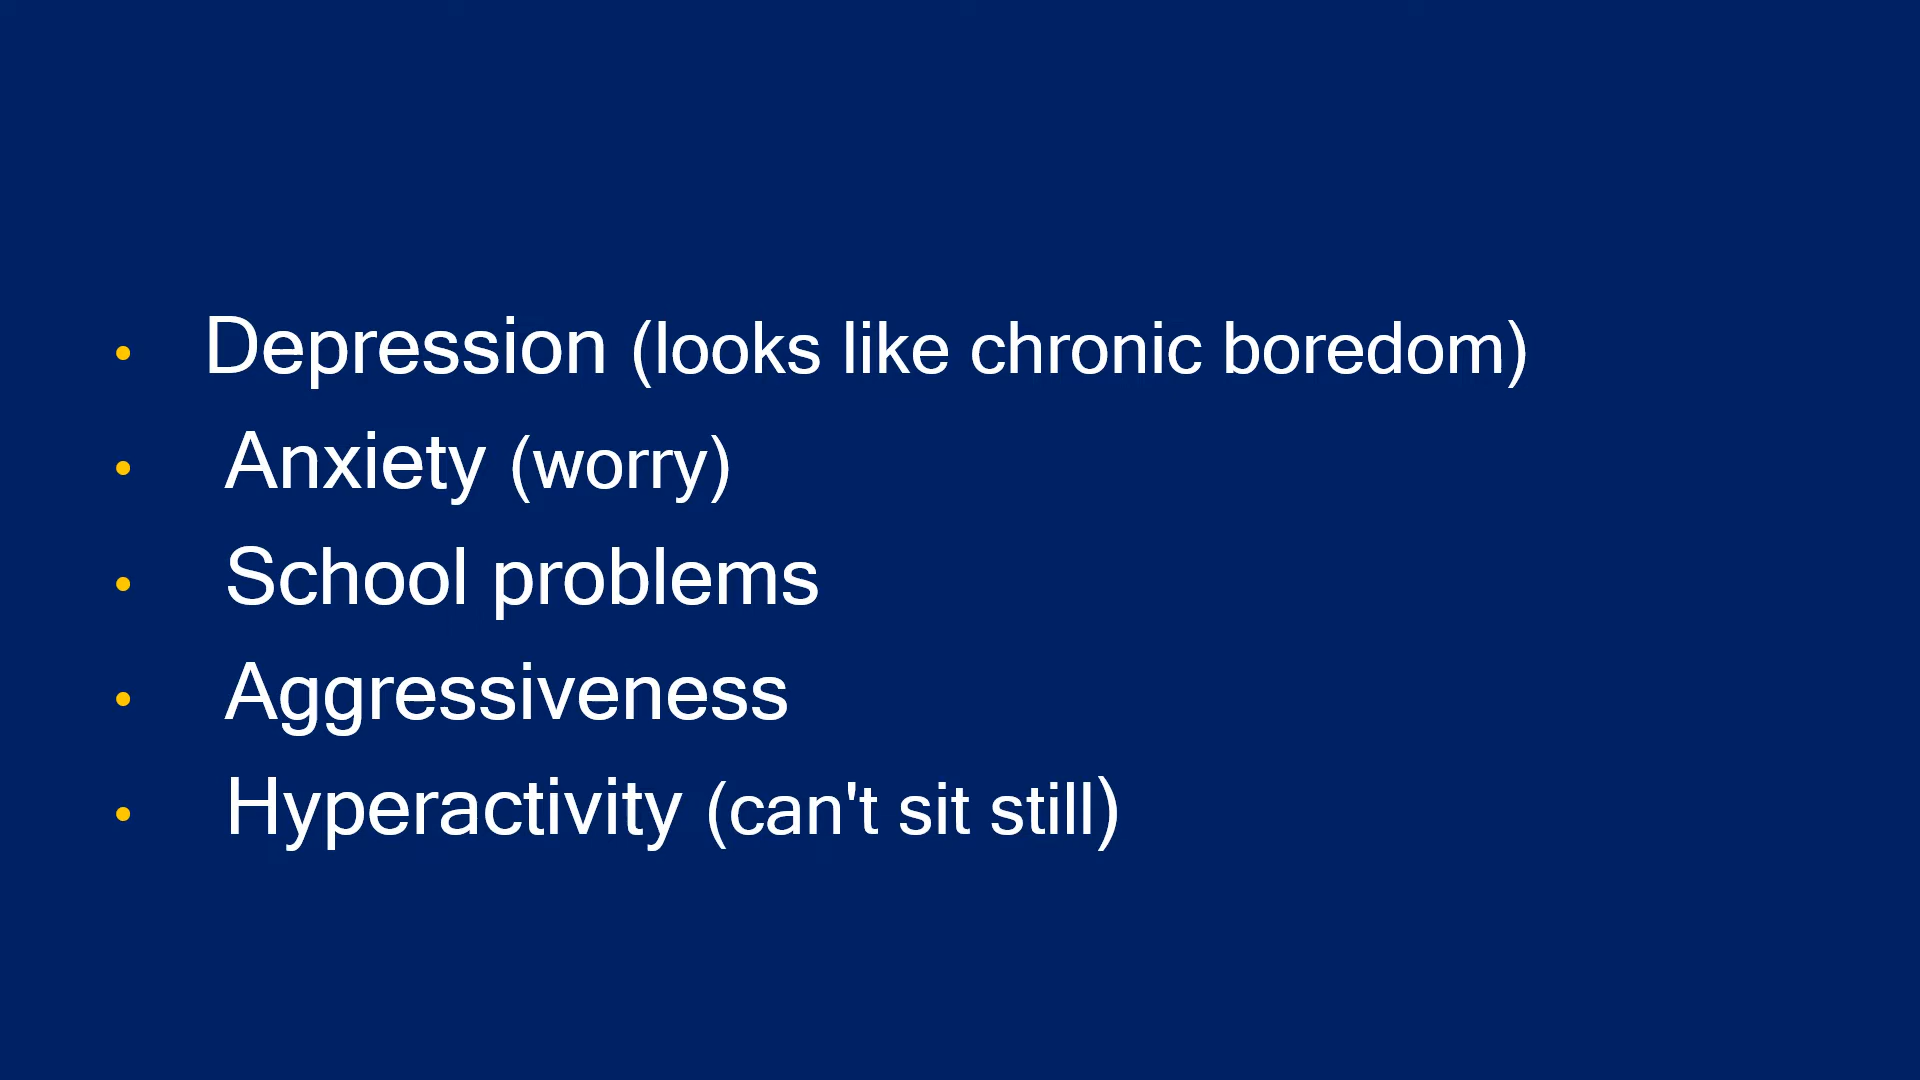 • Depression (looks like chronic boredom)
• Anxiety (worry)
• School problems
• Aggressiveness
• Hyperactivity (can't sit still)